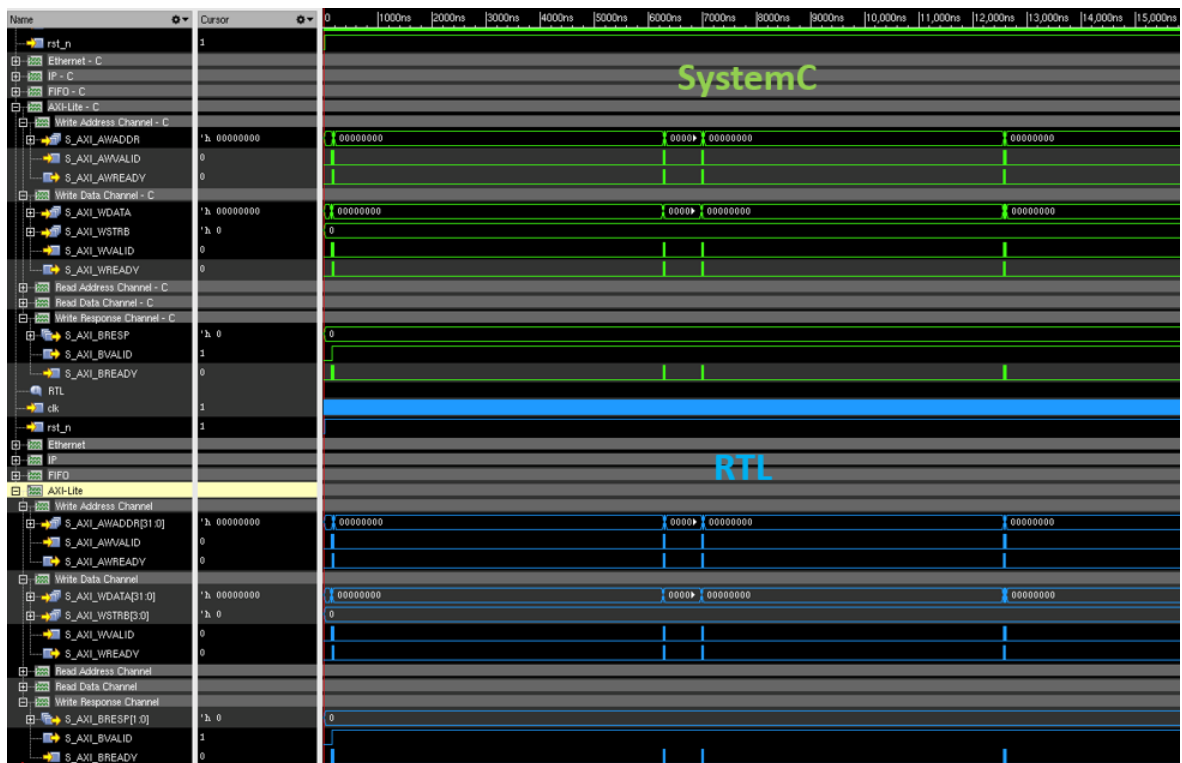 Name Cursor 0 1000ns 2000ns 3000ns 4000ns 5000ns 6000ns 7000ns 8000ns 9000ns 10,000ns 11,000ns 12,000ns 13,000ns 14,000ns 15,000ns
rst_n 1
Ethernet - C
IP - C
SystemC
FIFO - C
AXI-Lite - C
Write Address Channel - C
S_AXI_AWADDR 'h 00000000 00000000 0000 00000000 00000000
S_AXI_AWVALID 0
S_AXI_AWREADY 0
Write Data Channel - C
S_AXI_WDATA 'h 00000000 00000000 0000 00000000 00000000
S_AXI_WSTRB 'h 0 0
S_AXI_WVALID 0
S_AXI_WREADY 0
Read Address Channel - C
Read Data Channel - C
Write Response Channel - C
S_AXI_BRESP 'h 0 0
S_AXI_BVALID 1
S_AXI_BREADY 0
RTL
clk 1
rst_n 1
Ethernet
IP
RTL
FIFO
AXI-Lite
Write Address Channel
S_AXI_AWADDR[31:0] 'h 00000000 00000000 0000 00000000 00000000
S_AXI_AWVALID 0
S_AXI_AWREADY 0
Write Data Channel
S_AXI_WDATA[31:0] 'h 00000000 00000000 0000 00000000 00000000
S_AXI_WSTRB[3:0] 'h 0 0
S_AXI_WVALID 0
S_AXI_WREADY 0
Read Address Channel
Read Data Channel
Write Response Channel
S_AXI_BRESP[1:0] 'h 0 0
S_AXI_BVALID 1
S_AXI_BREADY 0